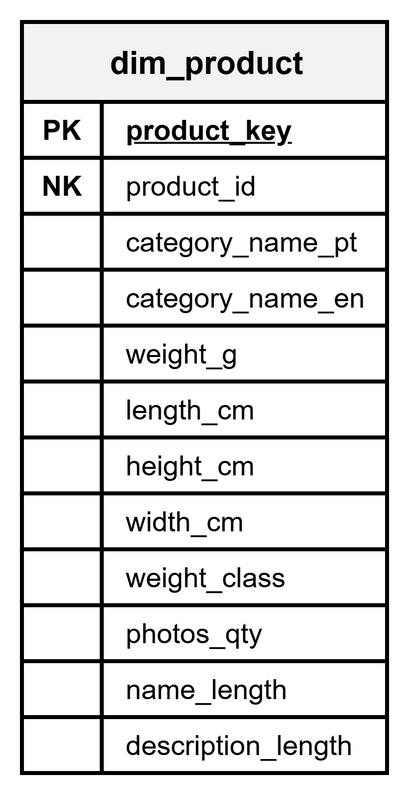 dim_product
PK product_key
NK product_id
category_name_pt
category_name_en
weight_g
length_cm
height_cm
width_cm
weight_class
photos_qty
name_length
description_length